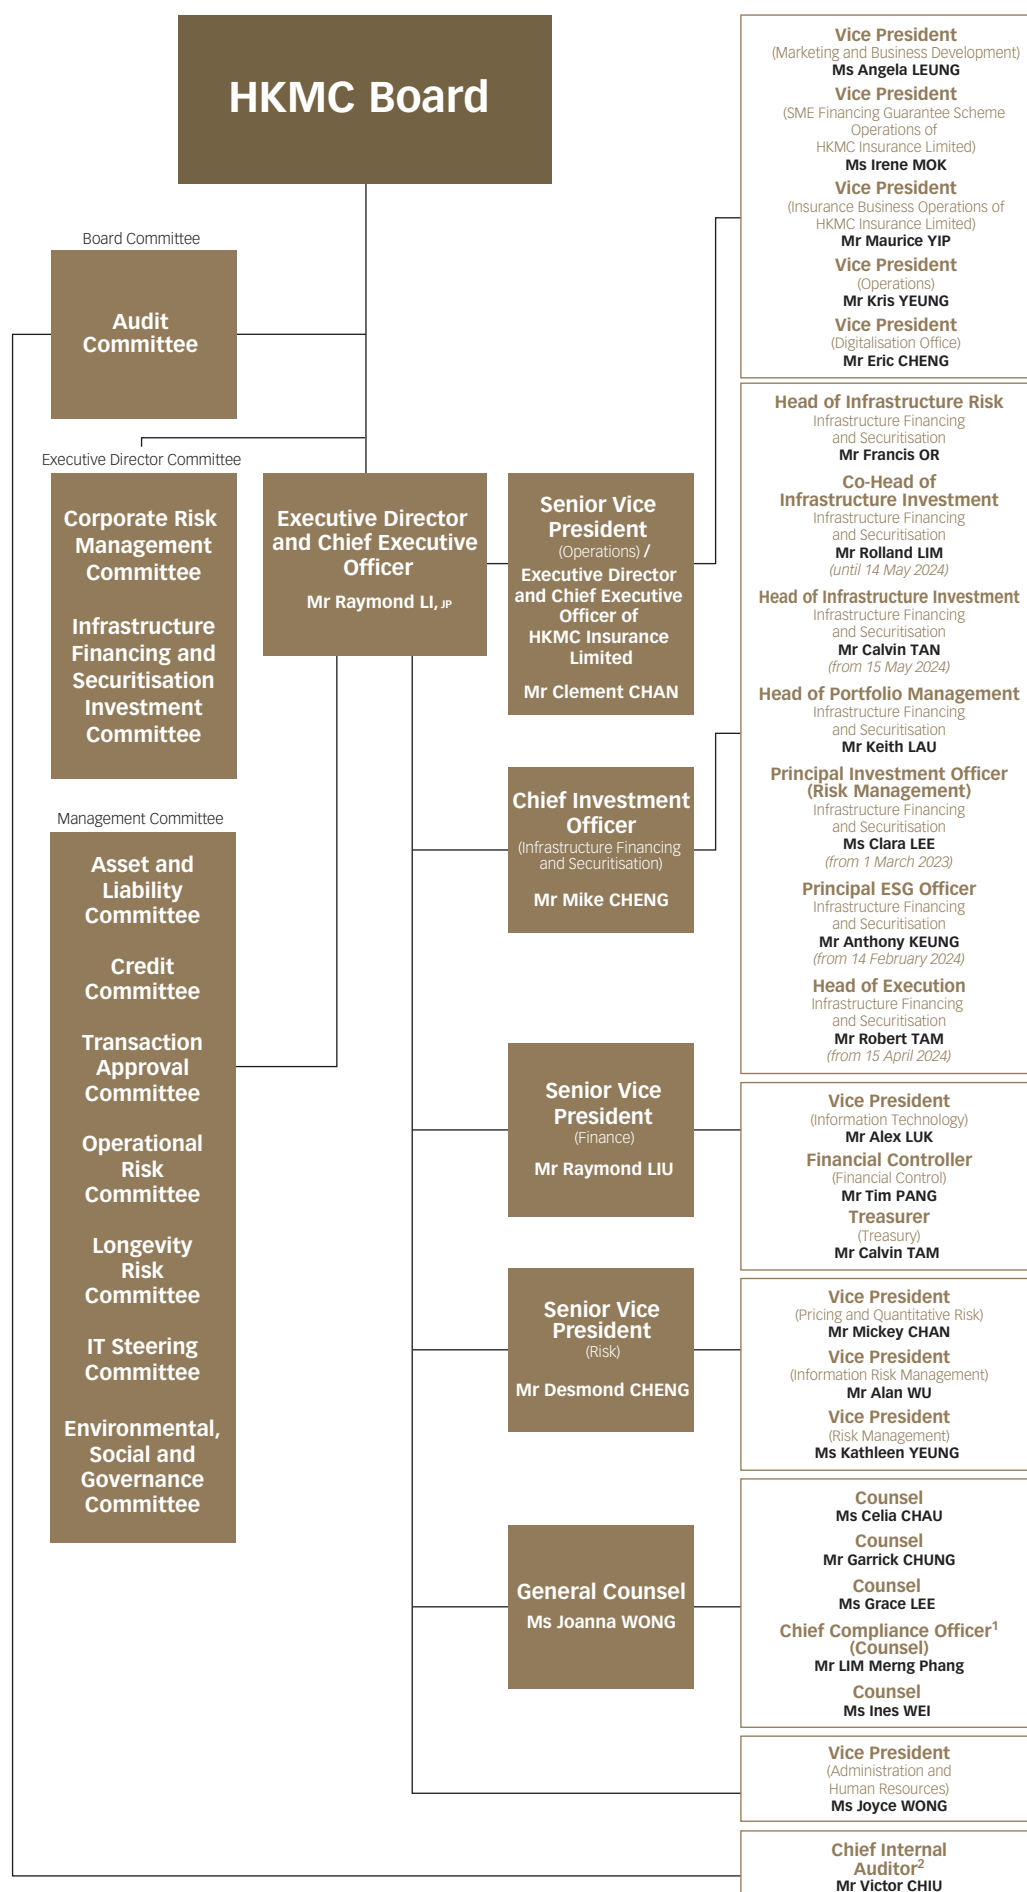 HKMC Board
Board Committee
Audit
Committee
Executive Director Committee
Corporate Risk
Management
Committee
Infrastructure
Financing and
Securitisation
Investment
Committee
Management Committee
Asset and
Liability
Committee
Credit
Committee
Transaction
Approval
Committee
Operational
Risk
Committee
Longevity
Risk
Committee
IT Steering
Committee
Environmental,
Social and
Governance
Committee
Executive Director
and Chief Executive
Officer
Mr Raymond LI, JP
Senior Vice
President
(Operations) /
Executive Director
and Chief Executive
Officer of
HKMC Insurance
Limited
Mr Clement CHAN
Chief Investment
Officer
(Infrastructure Financing
and Securitisation)
Mr Mike CHENG
Senior Vice
President
(Finance)
Mr Raymond LIU
Senior Vice
President
(Risk)
Mr Desmond CHENG
General Counsel
Ms Joanna WONG
Vice President
(Marketing and Business Development)
Ms Angela LEUNG
Vice President
(SME Financing Guarantee Scheme
Operations of
HKMC Insurance Limited)
Ms Irene MOK
Vice President
(Insurance Business Operations of
HKMC Insurance Limited)
Mr Maurice YIP
Vice President
(Operations)
Mr Kris YEUNG
Vice President
(Digitalisation Office)
Mr Eric CHENG
Head of Infrastructure Risk
Infrastructure Financing
and Securitisation
Mr Francis OR
Co-Head of
Infrastructure Investment
Infrastructure Financing
and Securitisation
Mr Rolland LIM
(until 14 May 2024)
Head of Infrastructure Investment
Infrastructure Financing
and Securitisation
Mr Calvin TAN
(from 15 May 2024)
Head of Portfolio Management
Infrastructure Financing
and Securitisation
Mr Keith LAU
Principal Investment Officer
(Risk Management)
Infrastructure Financing
and Securitisation
Ms Clara LEE
(from 1 March 2023)
Principal ESG Officer
Infrastructure Financing
and Securitisation
Mr Anthony KEUNG
(from 14 February 2024)
Head of Execution
Infrastructure Financing
and Securitisation
Mr Robert TAM
(from 15 April 2024)
Vice President
(Information Technology)
Mr Alex LUK
Financial Controller
(Financial Control)
Mr Tim PANG
Treasurer
(Treasury)
Mr Calvin TAM
Vice President
(Pricing and Quantitative Risk)
Mr Mickey CHAN
Vice President
(Information Risk Management)
Mr Alan WU
Vice President
(Risk Management)
Ms Kathleen YEUNG
Counsel
Ms Celia CHAU
Counsel
Mr Garrick CHUNG
Counsel
Ms Grace LEE
Chief Compliance Officer1
(Counsel)
Mr LIM Merng Phang
Counsel
Ms Ines WEI
Vice President
(Administration and
Human Resources)
Ms Joyce WONG
Chief Internal
Auditor2
Mr Victor CHIU